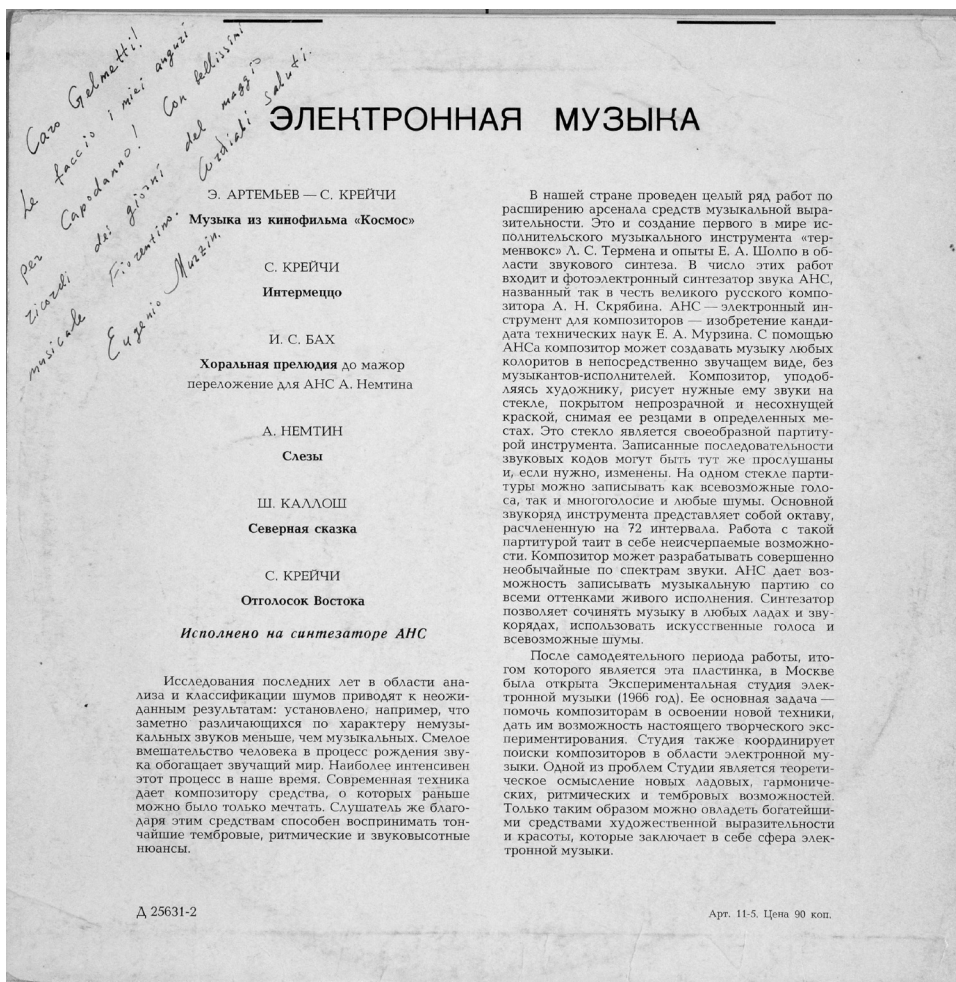 Caro Gelmetti!
Le faccio i miei auguri
per Capodanno! Con bellissimi
ricordi dei giorni del maggio
musicale Fiorentino. Cordiali saluti.
Eugenio Murzin.
ЭЛЕКТРОННАЯ МУЗЫКА
Э. АРТЕМЬЕВ — С. КРЕЙЧИ
Музыка из кинофильма «Космос»
С. КРЕЙЧИ
Интермеццо
И. С. БАХ
Хоральная прелюдия до мажор
переложение для АНС А. Немтина
А. НЕМТИН
Слезы
Ш. КАЛЛОШ
Северная сказка
С. КРЕЙЧИ
Отголосок Востока
Исполнено на синтезаторе АНС
Исследования последних лет в области ана-
лиза и классификации шумов приводят к неожи-
данным результатам: установлено, например, что
заметно различающихся по характеру немузы-
кальных звуков меньше, чем музыкальных. Смелое
вмешательство человека в процесс рождения зву-
ка обогащает звучащий мир. Наиболее интенсивен
этот процесс в наше время. Современная техника
дает композитору средства, о которых раньше
можно было только мечтать. Слушатель же благо-
даря этим средствам способен воспринимать тон-
чайшие тембровые, ритмические и звуковысотные
нюансы.
В нашей стране проведен целый ряд работ по
расширению арсенала средств музыкальной выра-
зительности. Это и создание первого в мире ис-
полнительского музыкального инструмента «тер-
менвокс» Л. С. Термена и опыты Е. А. Шолпо в об-
ласти звукового синтеза. В число этих работ
входит и фотоэлектронный синтезатор звука АНС,
названный так в честь великого русского компо-
зитора А. Н. Скрябина. АНС — электронный ин-
струмент для композиторов — изобретение канди-
дата технических наук Е. А. Мурзина. С помощью
АНСа композитор может создавать музыку любых
колоритов в непосредственно звучащем виде, без
музыкантов-исполнителей. Композитор, уподоб-
ляясь художнику, рисует нужные ему звуки на
стекле, покрытом непрозрачной и несохнущей
краской, снимая ее резцами в определенных ме-
стах. Это стекло является своеобразной партиту-
рой инструмента. Записанные последовательности
звуковых кодов могут быть тут же прослушаны
и, если нужно, изменены. На одном стекле парти-
туры можно записывать как всевозможные голо-
са, так и многоголосие и любые шумы. Основной
звукоряд инструмента представляет собой октаву,
расчлененную на 72 интервала. Работа с такой
партитурой таит в себе неисчерпаемые возможно-
сти. Композитор может разрабатывать совершенно
необычайные по спектрам звуки. АНС дает воз-
можность записывать музыкальную партию со
всеми оттенками живого исполнения. Синтезатор
позволяет сочинять музыку в любых ладах и зву-
корядах, использовать искусственные голоса и
всевозможные шумы.
После самодеятельного периода работы, ито-
гом которого является эта пластинка, в Москве
была открыта Экспериментальная студия элек-
тронной музыки (1966 год). Ее основная задача —
помочь композиторам в освоении новой техники,
дать им возможность настоящего творческого экс-
периментирования. Студия также координирует
поиски композиторов в области электронной му-
зыки. Одной из проблем Студии является теорети-
ческое осмысление новых ладовых, гармониче-
ских, ритмических и тембровых возможностей.
Только таким образом можно овладеть богатейши-
ми средствами художественной выразительности
и красоты, которые заключает в себе сфера элек-
тронной музыки.
Д 25631-2
Арт. 11-5. Цена 90 коп.